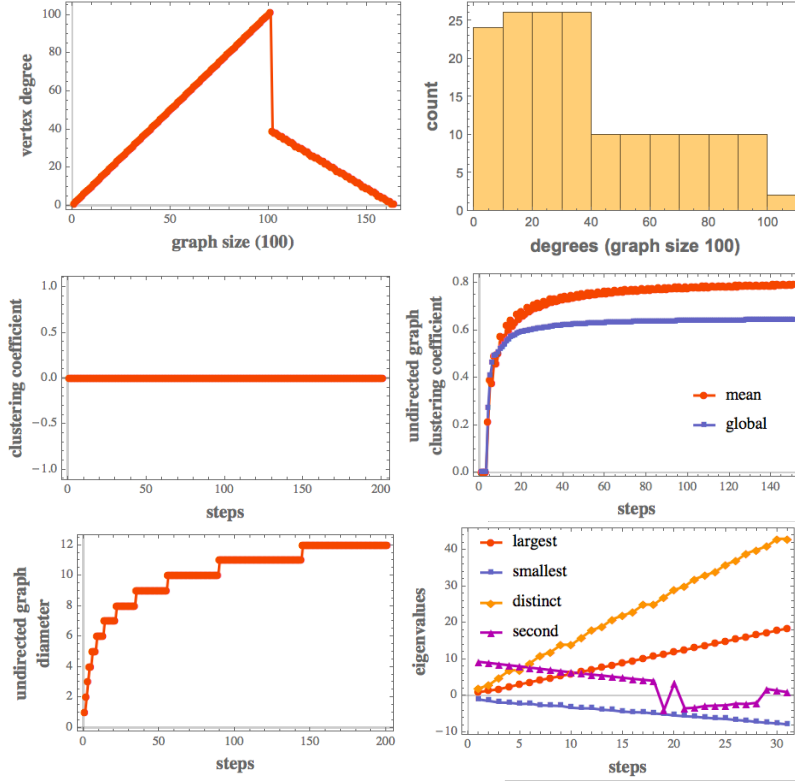 100
80
60
40
20
0
vertex degree
0 50 100 150
graph size (100)
25
20
15
10
5
0
count
0 20 40 60 80 100
degrees (graph size 100)
1.0
0.5
0.0
-0.5
-1.0
clustering coefficient
0 50 100 150 200
steps
0.8
0.6
0.4
0.2
0.0
undirected graph
clustering coefficient
mean
global
0 20 40 60 80 100 120 140
steps
12
10
8
6
4
2
0
undirected graph
diameter
0 50 100 150 200
steps
40
30
20
10
0
-10
eigenvalues
largest
smallest
distinct
second
0 5 10 15 20 25 30
steps